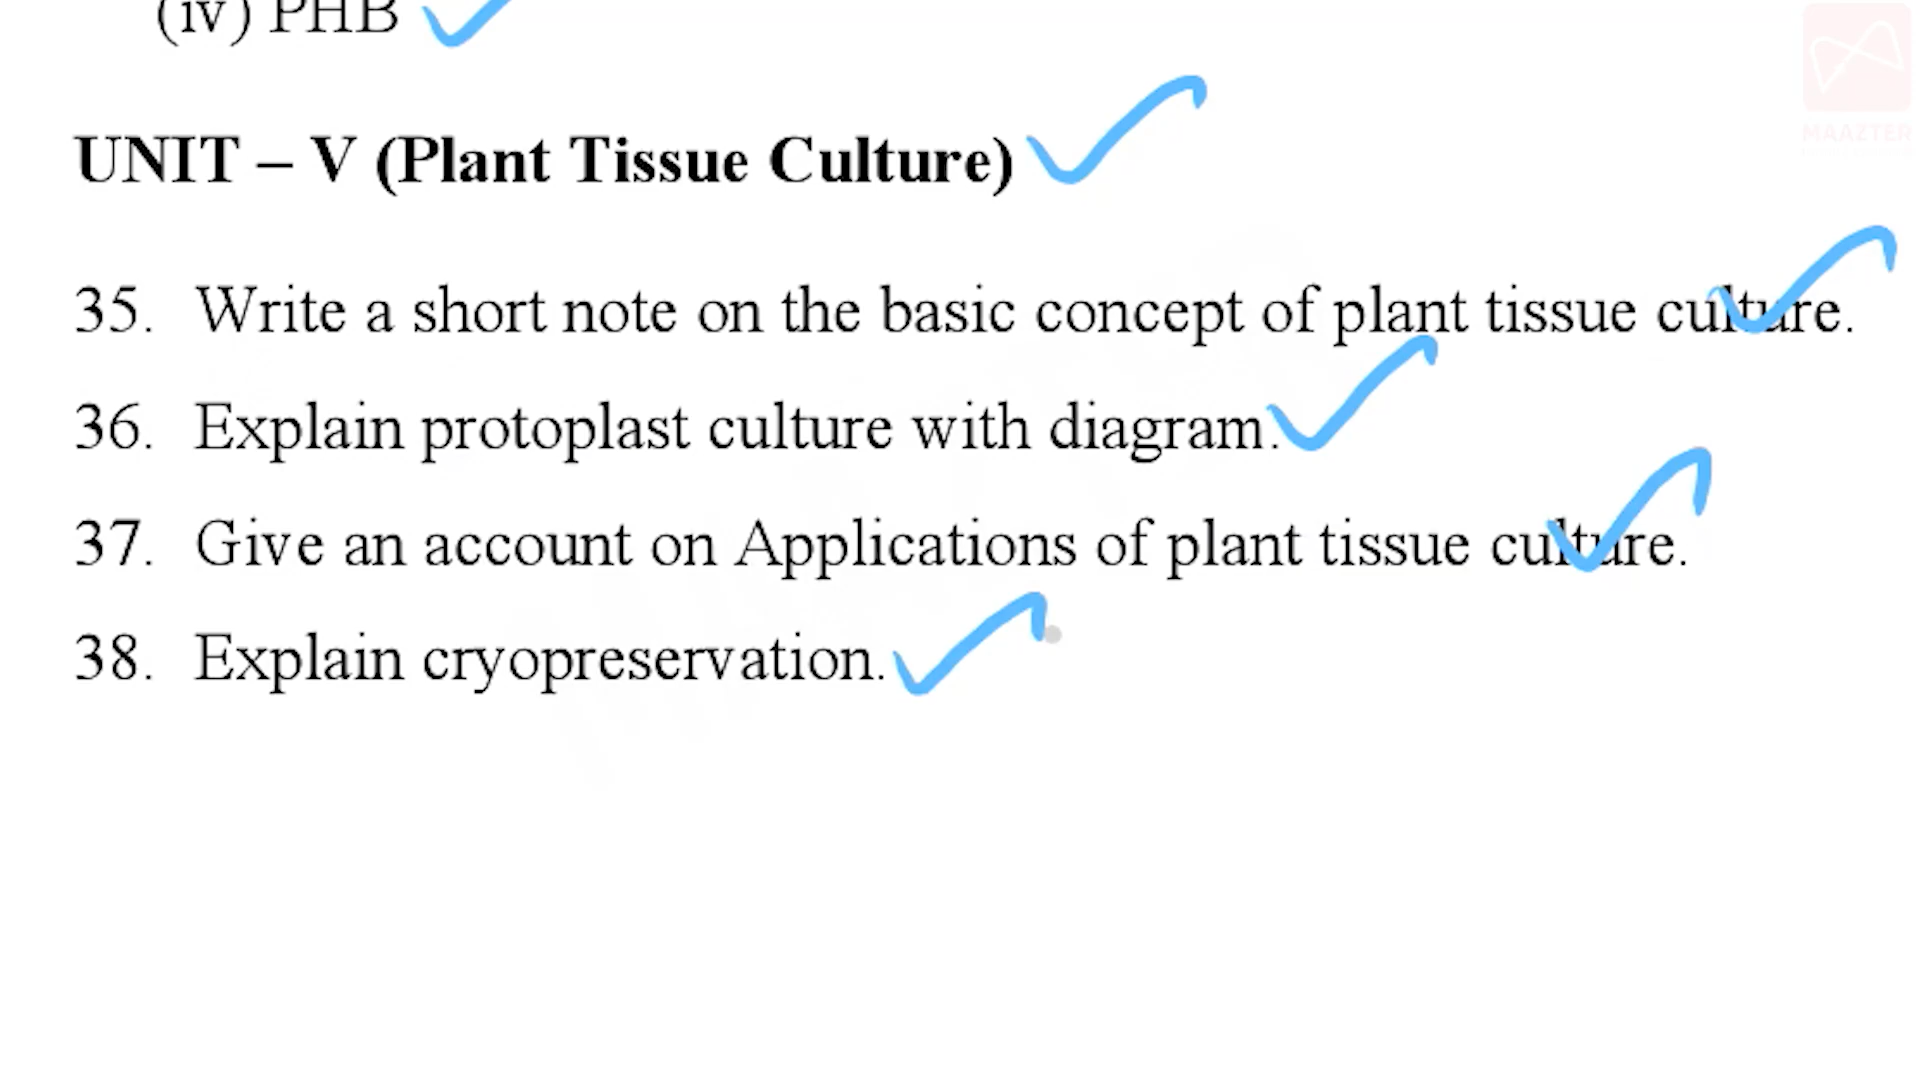 (iv) PHB
MAAZTER
UNIT – V (Plant Tissue Culture)
35. Write a short note on the basic concept of plant tissue culture.
36. Explain protoplast culture with diagram.
37. Give an account on Applications of plant tissue culture.
38. Explain cryopreservation.